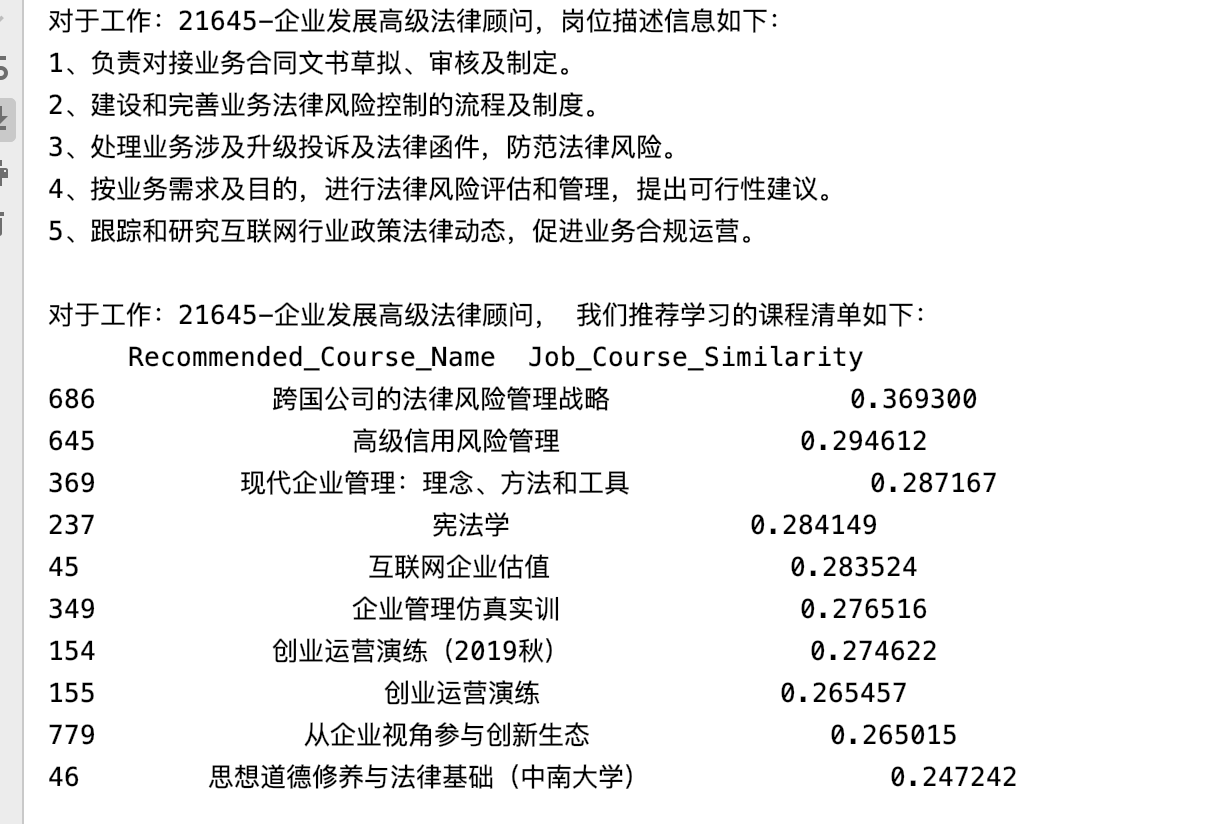 对于工作：21645-企业发展高级法律顾问，岗位描述信息如下：
1、负责对接业务合同文书草拟、审核及制定。
2、建设和完善业务法律风险控制的流程及制度。
3、处理业务涉及升级投诉及法律函件，防范法律风险。
4、按业务需求及目的，进行法律风险评估和管理，提出可行性建议。
5、跟踪和研究互联网行业政策法律动态，促进业务合规运营。
对于工作：21645-企业发展高级法律顾问， 我们推荐学习的课程清单如下：
Recommended_Course_Name Job_Course_Similarity
686 跨国公司的法律风险管理战略 0.369300
645 高级信用风险管理 0.294612
369 现代企业管理：理念、方法和工具 0.287167
237 宪法学 0.284149
45 互联网企业估值 0.283524
349 企业管理仿真实训 0.276516
154 创业运营演练（2019秋） 0.274622
155 创业运营演练 0.265457
779 从企业视角参与创新生态 0.265015
46 思想道德修养与法律基础（中南大学） 0.247242